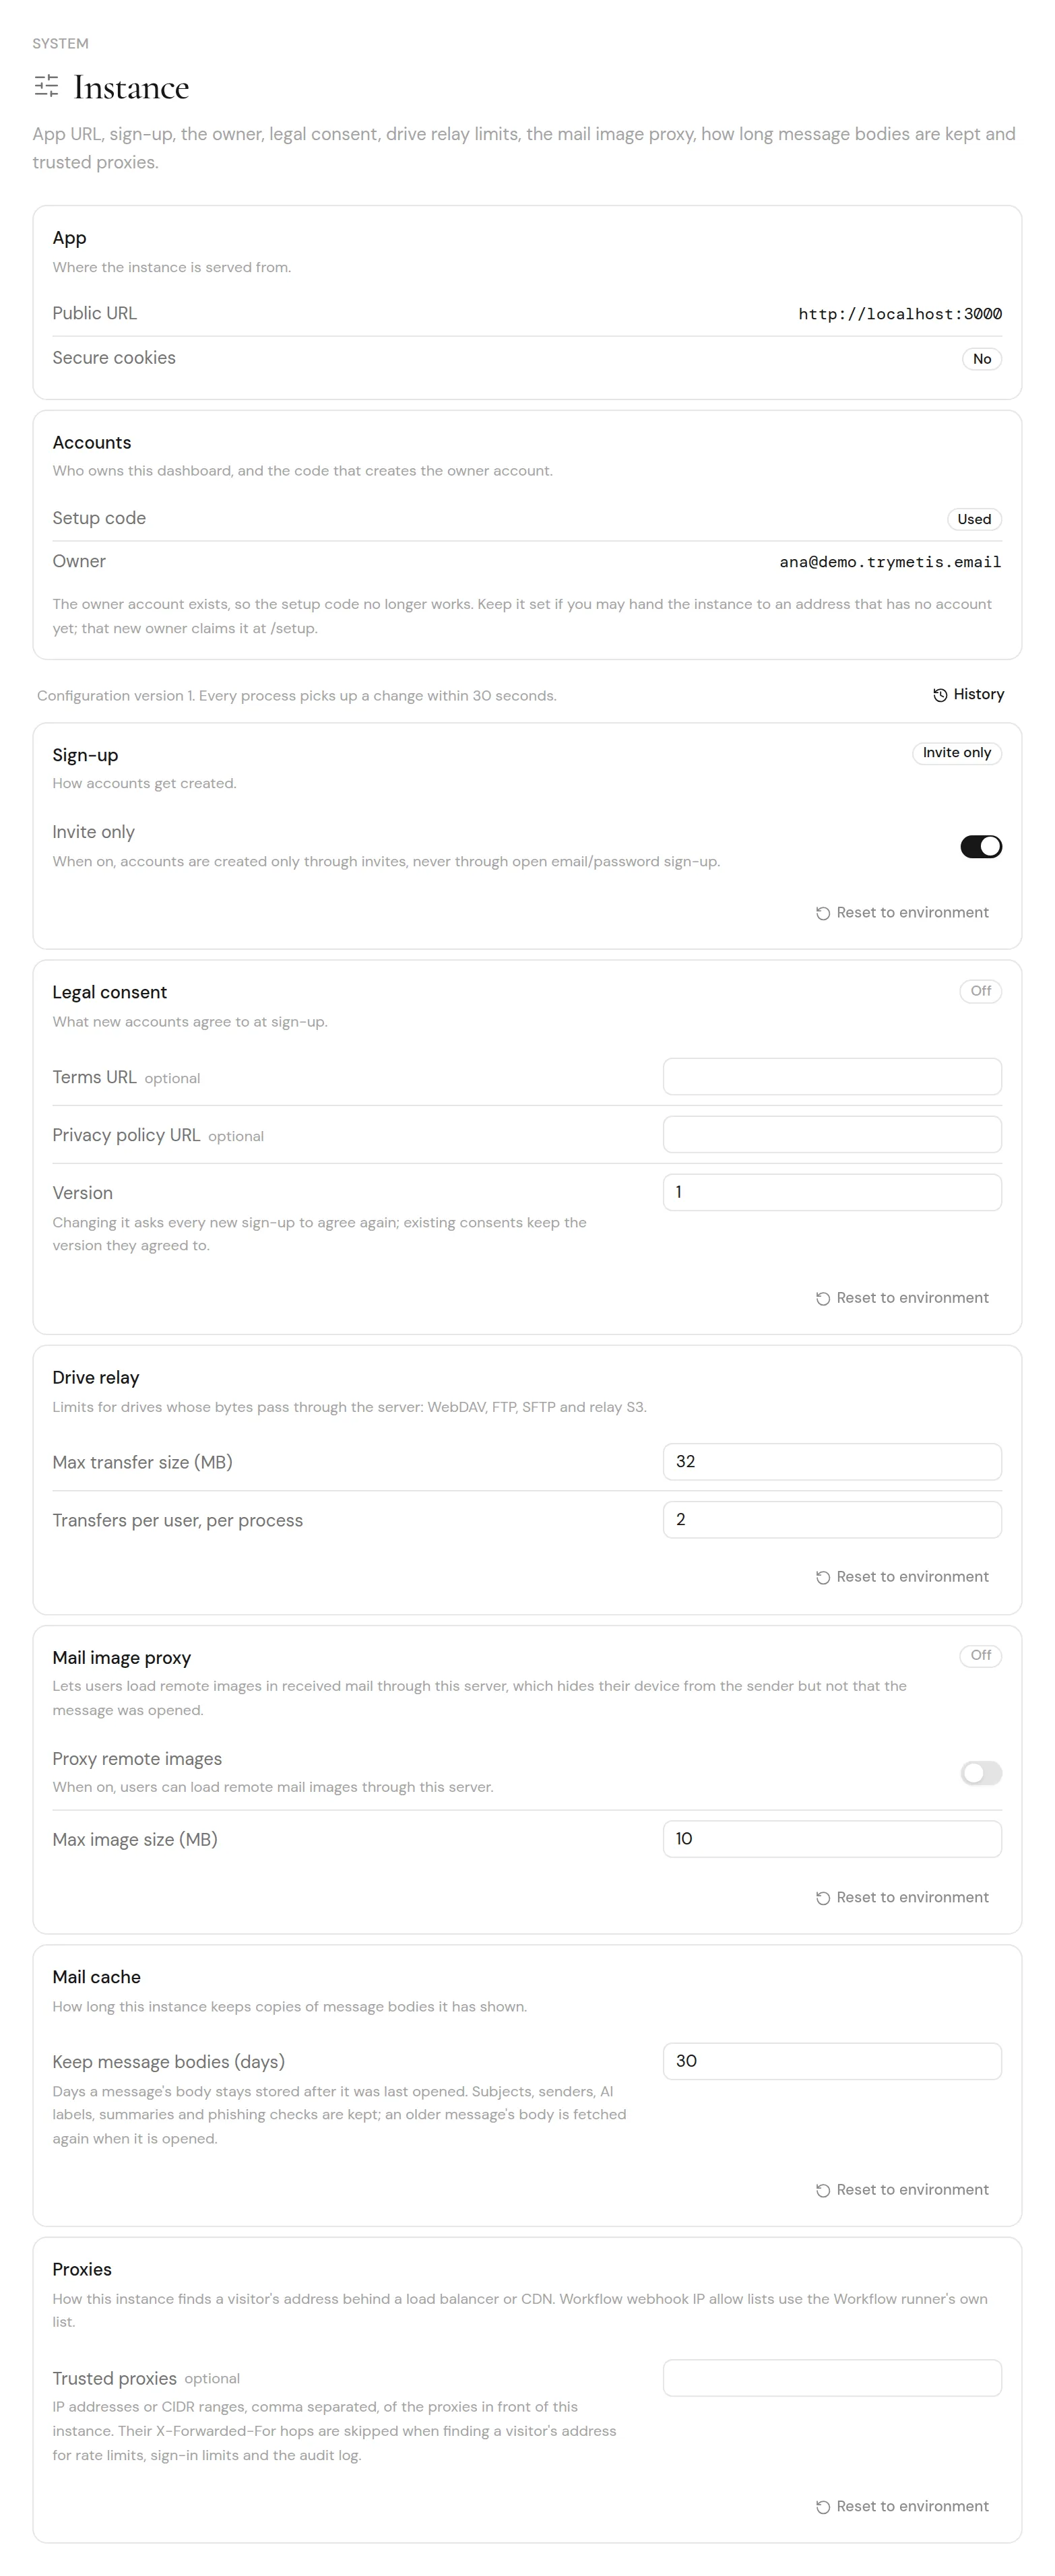 SYSTEM
Instance
App URL, sign-up, the owner, legal consent, drive relay limits, the mail image proxy, how long message bodies are kept and
trusted proxies.
App
Where the instance is served from.
Public URL
http://localhost:3000
Secure cookies
No
Accounts
Who owns this dashboard, and the code that creates the owner account.
Setup code
Used
Owner
ana@demo.trymetis.email
The owner account exists, so the setup code no longer works. Keep it set if you may hand the instance to an address that has no account
yet; that new owner claims it at /setup.
Configuration version 1. Every process picks up a change within 30 seconds.
History
Sign-up
Invite only
How accounts get created.
Invite only
When on, accounts are created only through invites, never through open email/password sign-up.
Reset to environment
Legal consent
Off
What new accounts agree to at sign-up.
Terms URL optional
Privacy policy URL optional
Version
1
Changing it asks every new sign-up to agree again; existing consents keep the
version they agreed to.
Reset to environment
Drive relay
Limits for drives whose bytes pass through the server: WebDAV, FTP, SFTP and relay S3.
Max transfer size (MB)
32
Transfers per user, per process
2
Reset to environment
Mail image proxy
Off
Lets users load remote images in received mail through this server, which hides their device from the sender but not that the
message was opened.
Proxy remote images
When on, users can load remote mail images through this server.
Max image size (MB)
10
Reset to environment
Mail cache
How long this instance keeps copies of message bodies it has shown.
Keep message bodies (days)
30
Days a message's body stays stored after it was last opened. Subjects, senders, AI
labels, summaries and phishing checks are kept; an older message's body is fetched
again when it is opened.
Reset to environment
Proxies
How this instance finds a visitor's address behind a load balancer or CDN. Workflow webhook IP allow lists use the Workflow runner's own
list.
Trusted proxies optional
IP addresses or CIDR ranges, comma separated, of the proxies in front of this
instance. Their X-Forwarded-For hops are skipped when finding a visitor's address
for rate limits, sign-in limits and the audit log.
Reset to environment